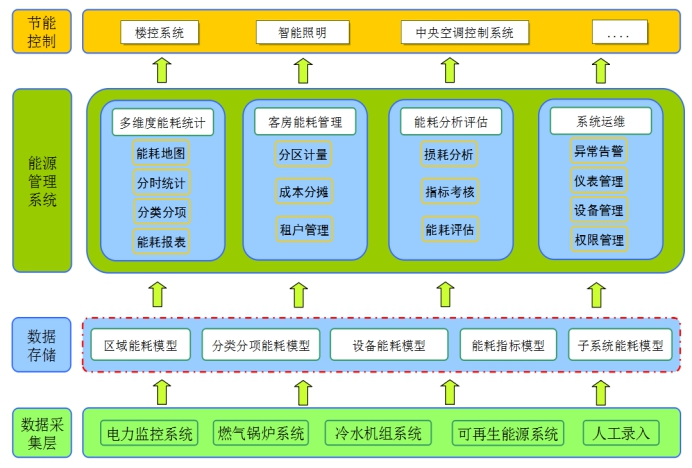 节能
控制
楼控系统
智能照明
中央空调控制系统
....
能源
管理
系统
多维度能耗统计
能耗地图
分时统计
分类分项
能耗报表
客房能耗管理
分区计量
成本分摊
租户管理
能耗分析评估
损耗分析
指标考核
能耗评估
系统运维
异常告警
仪表管理
设备管理
权限管理
数据
存储
区域能耗模型
分类分项能耗模型
设备能耗模型
能耗指标模型
子系统能耗模型
数据采
集层
电力监控系统
燃气锅炉系统
冷水机组系统
可再生能源系统
人工录入